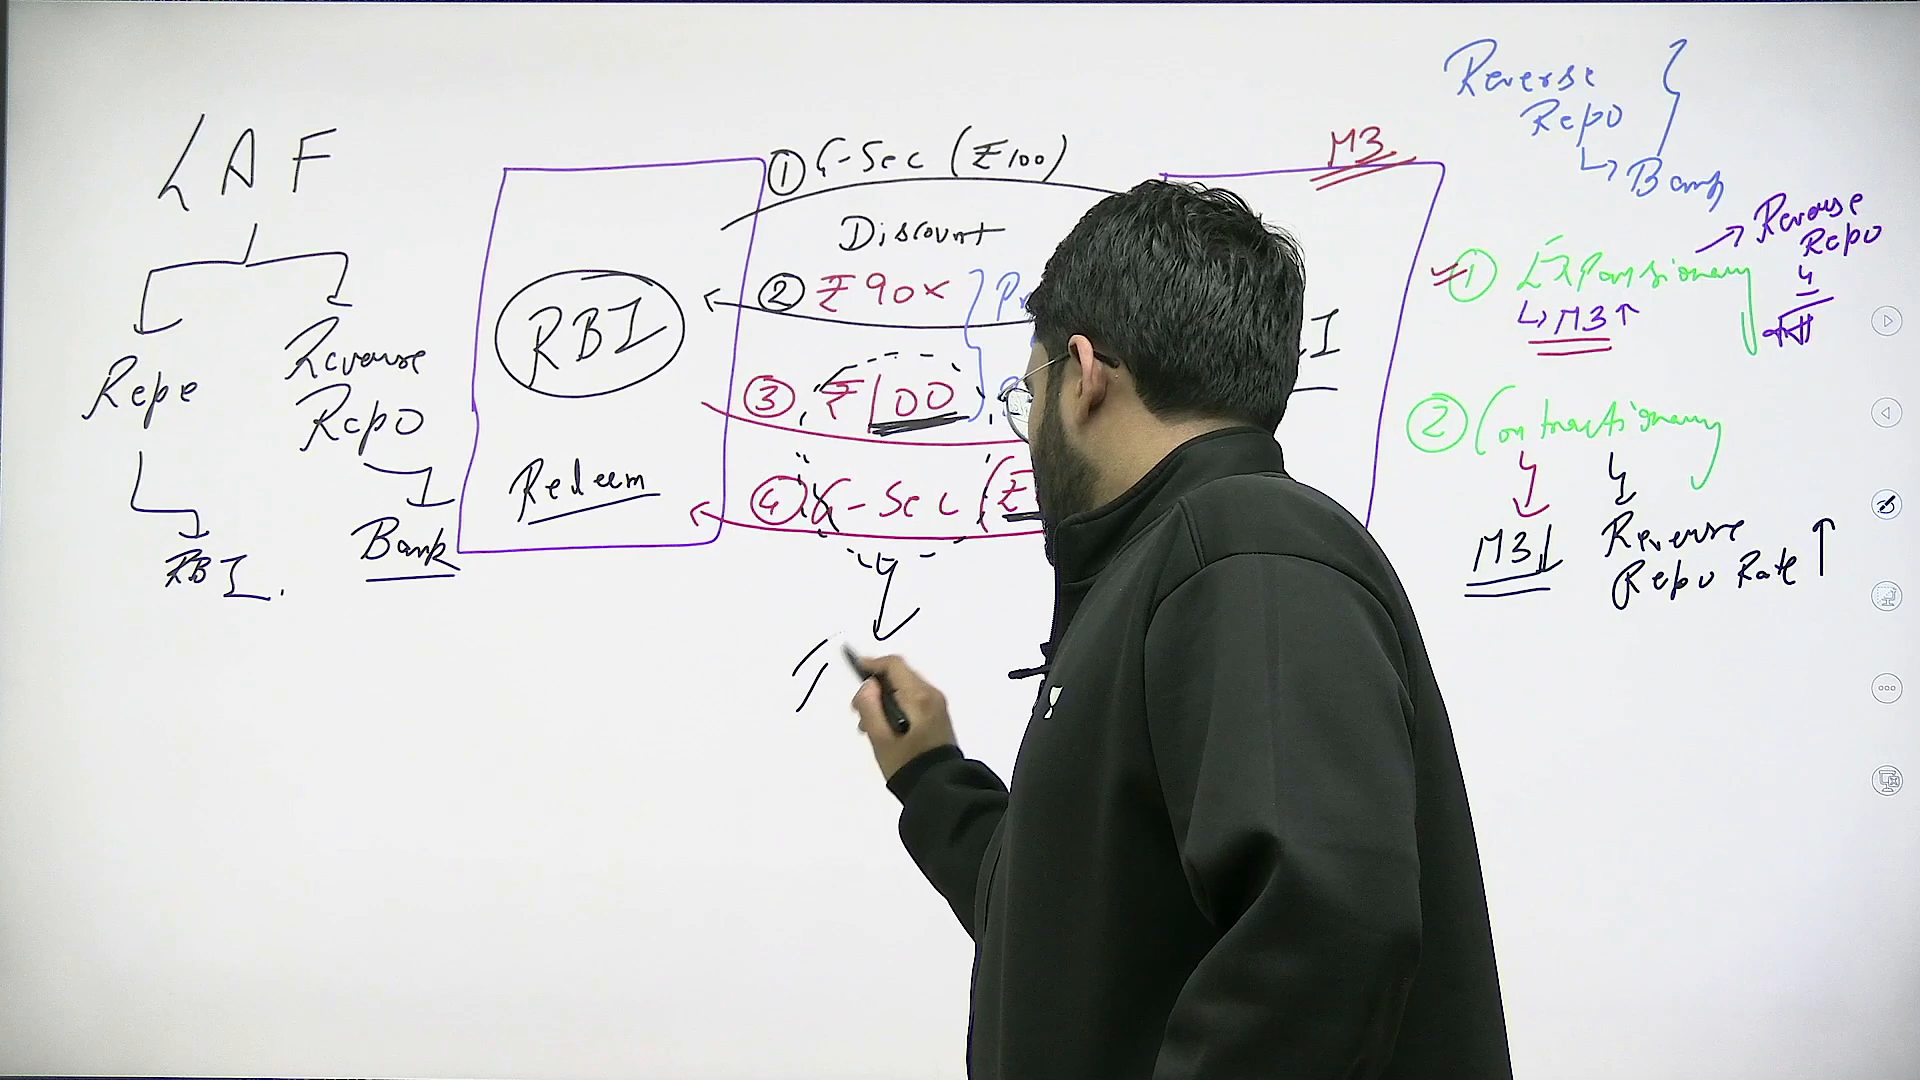 LAF
Repo
Reverse
Repo
RBI.
Bank
RBI
Redeem
① G-Sec (₹100)
Discount
② ₹90x
③ ₹100
④ G-Sec (₹
M3
Reverse
Repo
↳ Bank
① Expansionary → Reverse
Repo
↳ M3↑
② Contractionary
M3↓
Reverse
Repo Rate ↑